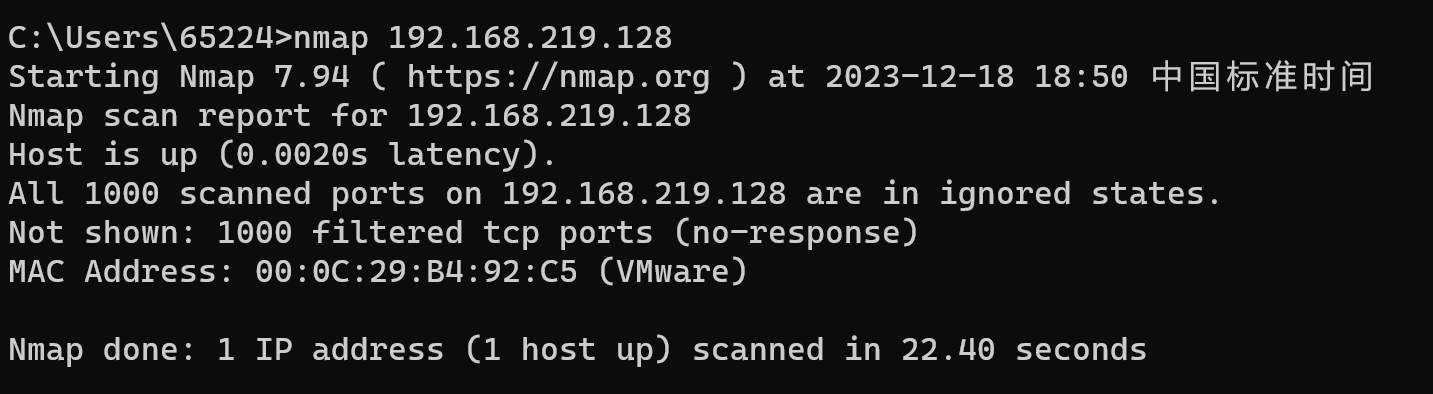 C:\Users\65224>nmap 192.168.219.128
Starting Nmap 7.94 ( https://nmap.org ) at 2023-12-18 18:50 中国标准时间
Nmap scan report for 192.168.219.128
Host is up (0.0020s latency).
All 1000 scanned ports on 192.168.219.128 are in ignored states.
Not shown: 1000 filtered tcp ports (no-response)
MAC Address: 00:0C:29:B4:92:C5 (VMware)
Nmap done: 1 IP address (1 host up) scanned in 22.40 seconds